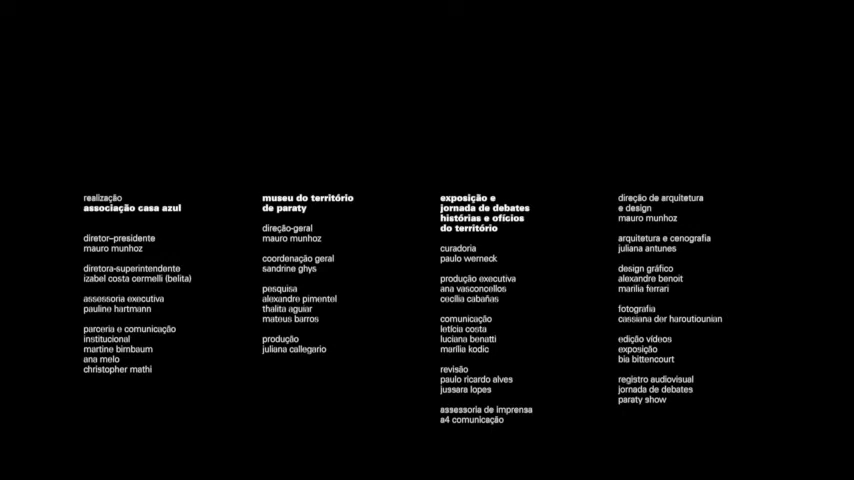 realização
associação casa azul
diretor–presidente
mauro munhoz
diretora-superintendente
izabel costa cermelli (belita)
assessoria executiva
pauline hartmann
parceria e comunicação
institucional
martine birnbaum
ana melo
christopher mathi
museu do território
de paraty
direção-geral
mauro munhoz
coordenação geral
sandrine ghys
pesquisa
alexandre pimentel
thalita aguiar
mateus barros
produção
juliana callegario
exposição e
jornada de debates
histórias e ofícios
do território
curadoria
paulo werneck
produção executiva
ana vasconcellos
cecília cabañas
comunicação
letícia costa
luciana benatti
marília kodic
revisão
paulo ricardo alves
jussara lopes
assessoria de imprensa
a4 comunicação
direção de arquitetura
e design
mauro munhoz
arquitetura e cenografia
juliana antunes
design gráfico
alexandre benoit
marilia ferrari
fotografia
cassiana der haroutiounian
edição vídeos
exposição
bia bittencourt
registro audiovisual
jornada de debates
paraty show